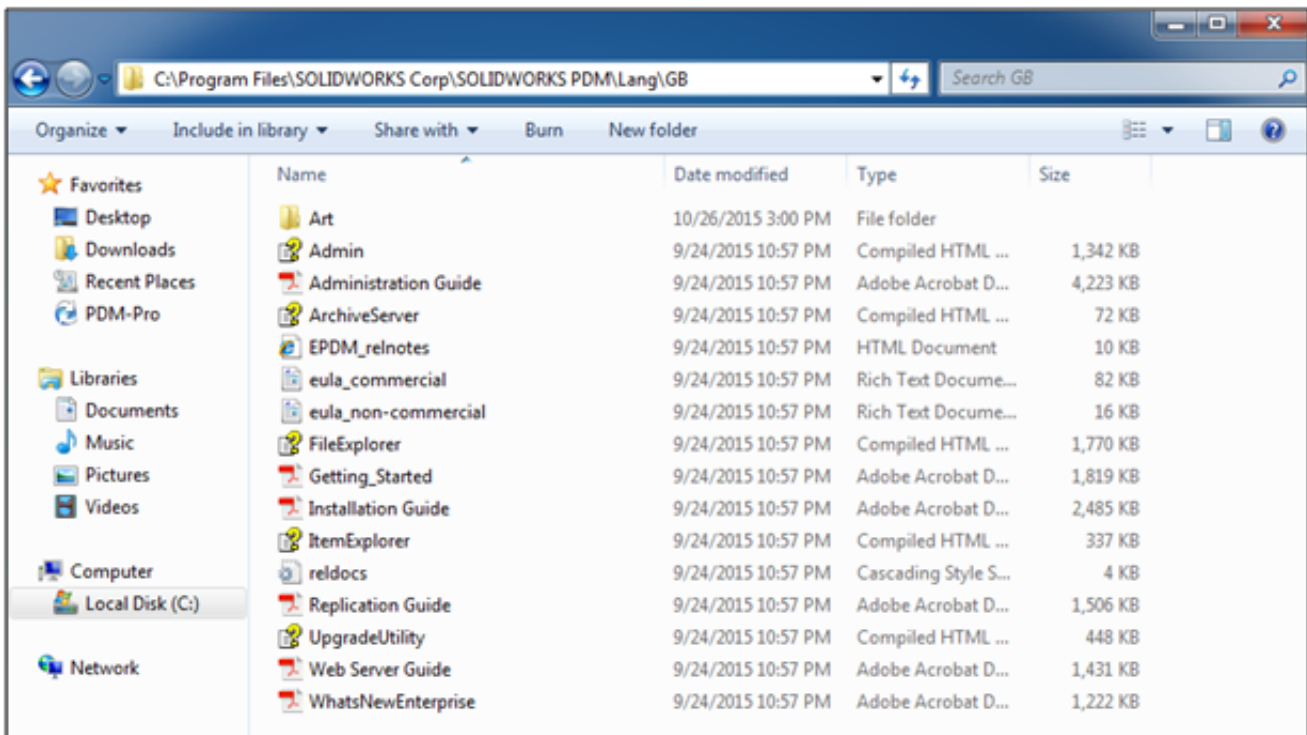 C:\Program Files\SOLIDWORKS Corp\SOLIDWORKS PDM\Lang\GB Search GB
Organize Include in library Share with Burn New folder
Favorites
Desktop
Downloads
Recent Places
PDM-Pro
Libraries
Documents
Music
Pictures
Videos
Computer
Local Disk (C:)
Network
Name Date modified Type Size
Art 10/26/2015 3:00 PM File folder
Admin 9/24/2015 10:57 PM Compiled HTML ... 1,342 KB
Administration Guide 9/24/2015 10:57 PM Adobe Acrobat D... 4,223 KB
ArchiveServer 9/24/2015 10:57 PM Compiled HTML ... 72 KB
EPDM_relnotes 9/24/2015 10:57 PM HTML Document 10 KB
eula_commercial 9/24/2015 10:57 PM Rich Text Docume... 82 KB
eula_non-commercial 9/24/2015 10:57 PM Rich Text Docume... 16 KB
FileExplorer 9/24/2015 10:57 PM Compiled HTML ... 1,770 KB
Getting_Started 9/24/2015 10:57 PM Adobe Acrobat D... 1,819 KB
Installation Guide 9/24/2015 10:57 PM Adobe Acrobat D... 2,485 KB
ItemExplorer 9/24/2015 10:57 PM Compiled HTML ... 337 KB
reldocs 9/24/2015 10:57 PM Cascading Style S... 4 KB
Replication Guide 9/24/2015 10:57 PM Adobe Acrobat D... 1,506 KB
UpgradeUtility 9/24/2015 10:57 PM Compiled HTML ... 448 KB
Web Server Guide 9/24/2015 10:57 PM Adobe Acrobat D... 1,431 KB
WhatsNewEnterprise 9/24/2015 10:57 PM Adobe Acrobat D... 1,222 KB